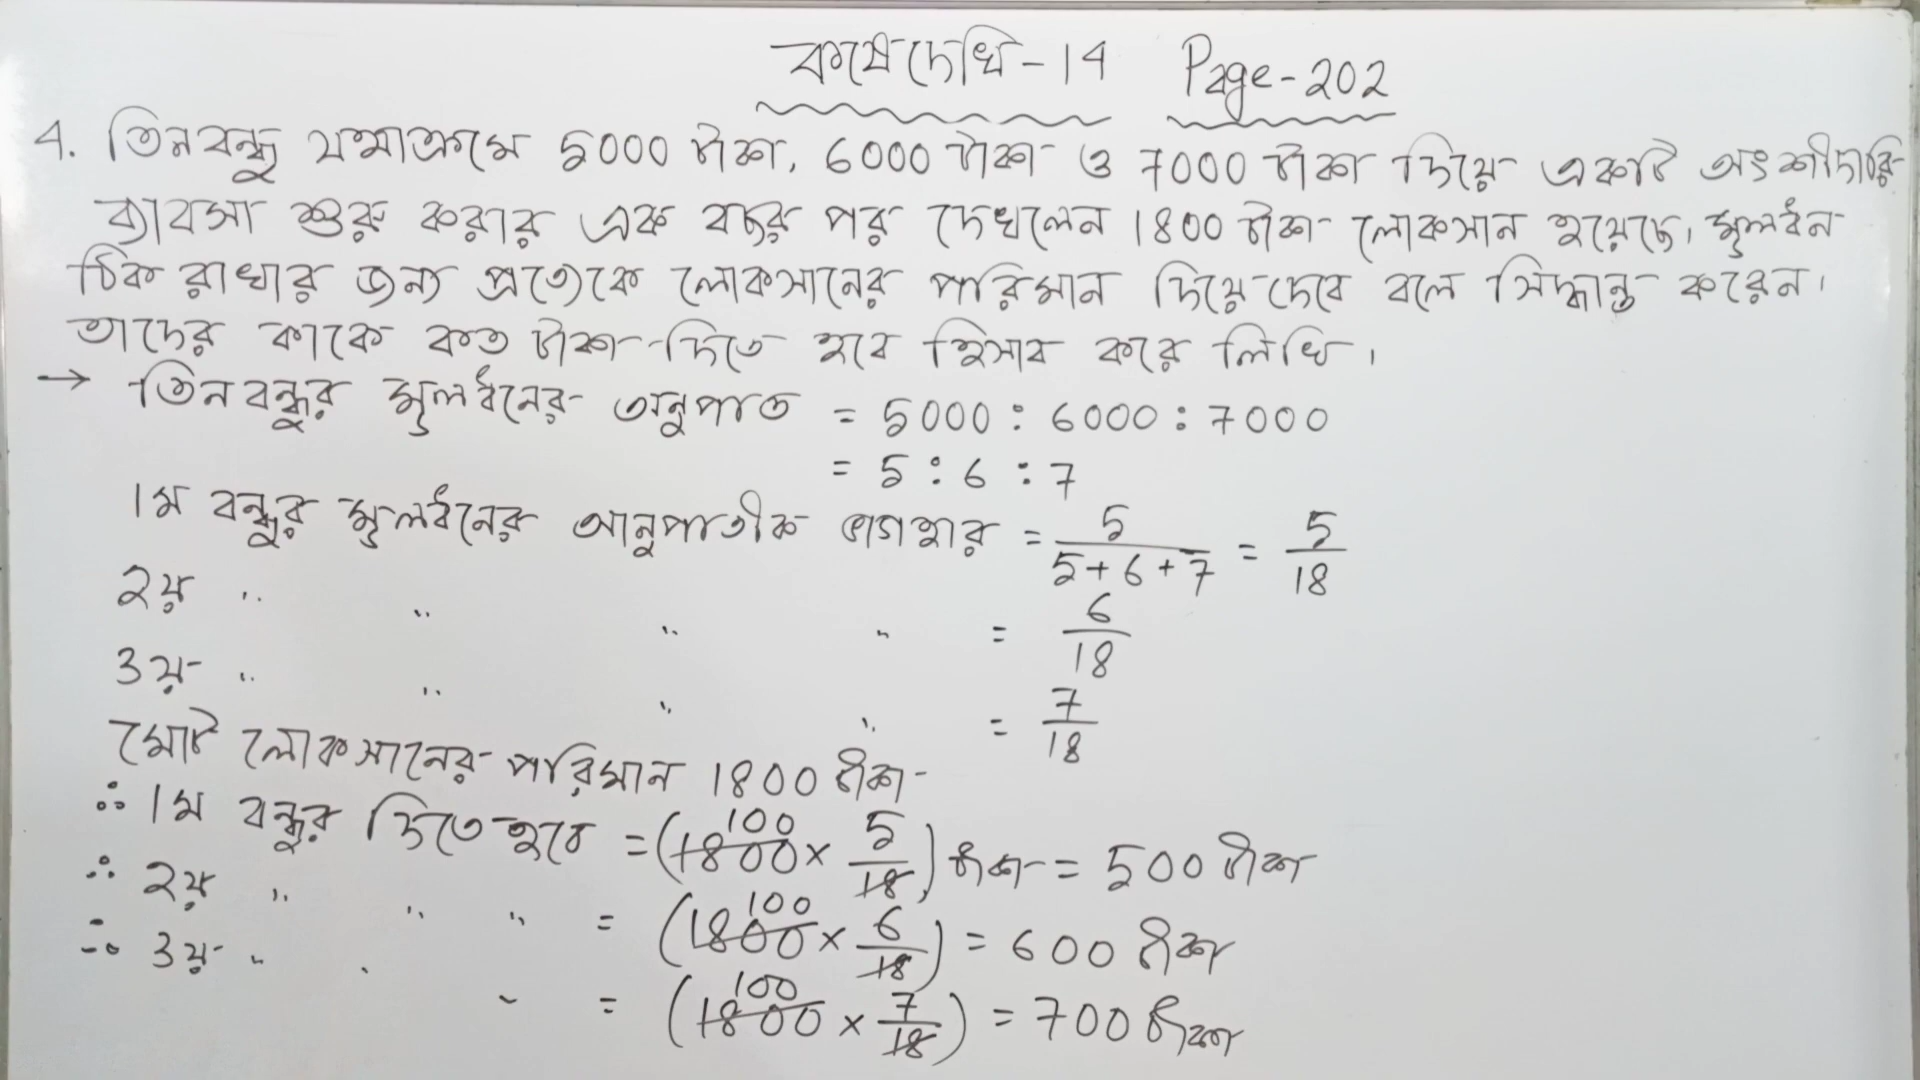 কষে দেখি - 14 Page - 202
4. তিনবন্ধু যথাক্রমে 5000 টাকা, 6000 টাকা ও 7000 টাকা দিয়ে একটি অংশীদারি
ব্যাবসা শুরু করার এক বছর পর দেখলেন 1800 টাকা লোকসান হয়েছে। মূলধন
ঠিক রাখার জন্য প্রত্যেকে লোকসানের পরিমান দিয়ে দেবে বলে সিদ্ধান্ত করেন।
তাদের কাকে কত টাকা দিতে হবে হিসাব করে লিখি।
→ তিনবন্ধুর মূলধনের অনুপাত = 5000 : 6000 : 7000
= 5 : 6 : 7
1ম বন্ধুর মূলধনের আনুপাতীক ভাগহার = 5/(5+6+7) = 5/18
2য় " " " " = 6/18
3য় " " " " = 7/18
মোট লোকসানের পরিমান 1800 টাকা
∴ 1ম বন্ধুর দিতে হবে = (1800 100 × 5/18) টাকা = 500 টাকা
∴ 2য় " " " = (1800 100 × 6/18) = 600 টাকা
∴ 3য় " " " = (1800 100 × 7/18) = 700 টাকা